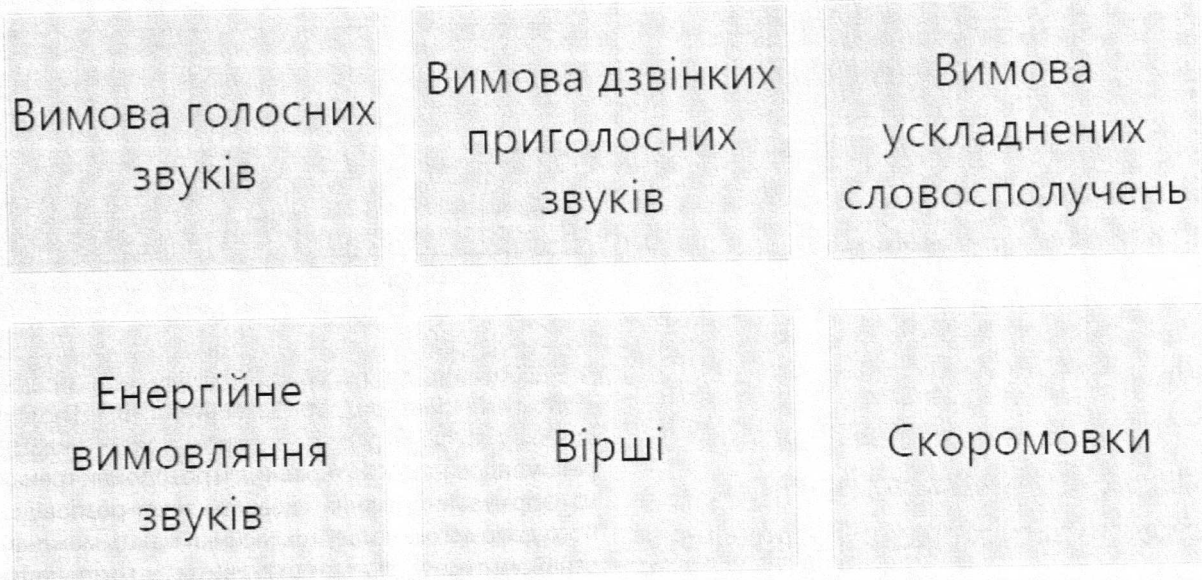 Вимова голосних
звуків
Вимова дзвінких
приголосних
звуків
Вимова
ускладнених
словосполучень
Енергійне
вимовляння
звуків
Вірші
Скоромовки